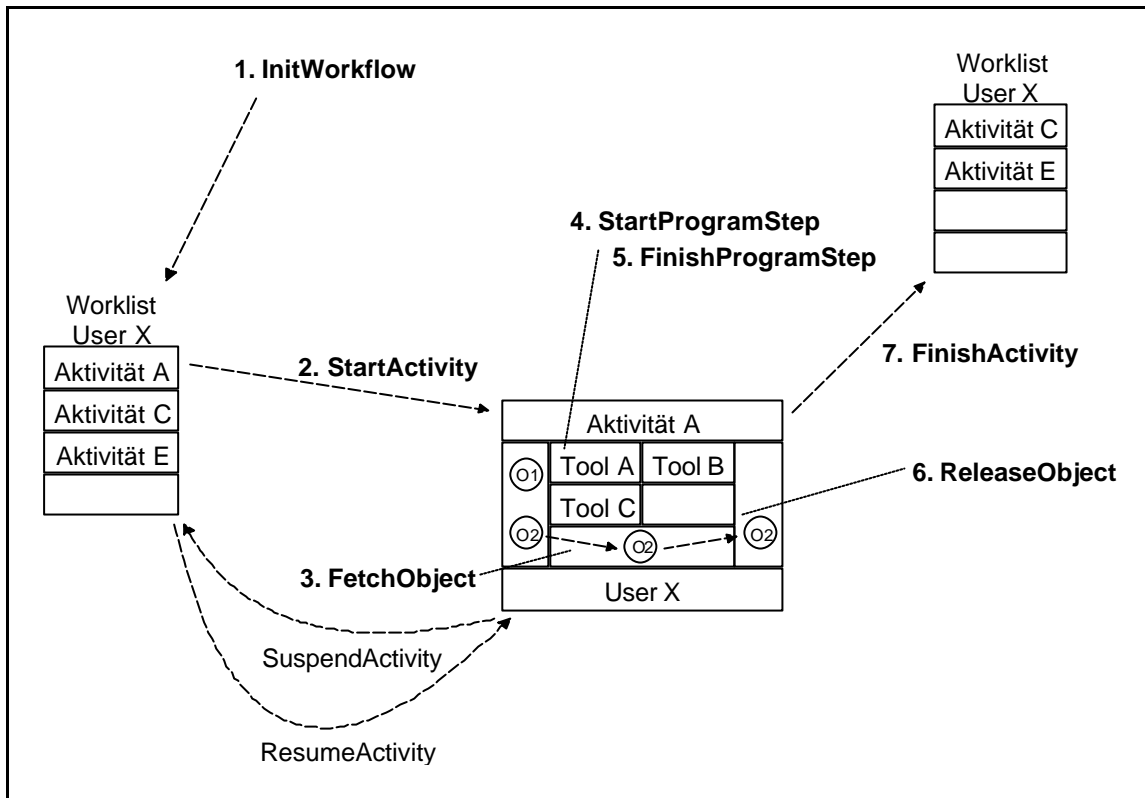 1. InitWorkflow
Worklist
User X
Aktivität C
Aktivität E
4. StartProgramStep
5. FinishProgramStep
Worklist
User X
Aktivität A
Aktivität C
Aktivität E
2. StartActivity
7. FinishActivity
Aktivität A
O1
Tool A
Tool B
6. ReleaseObject
Tool C
O2
O2
O2
3. FetchObject
User X
SuspendActivity
ResumeActivity